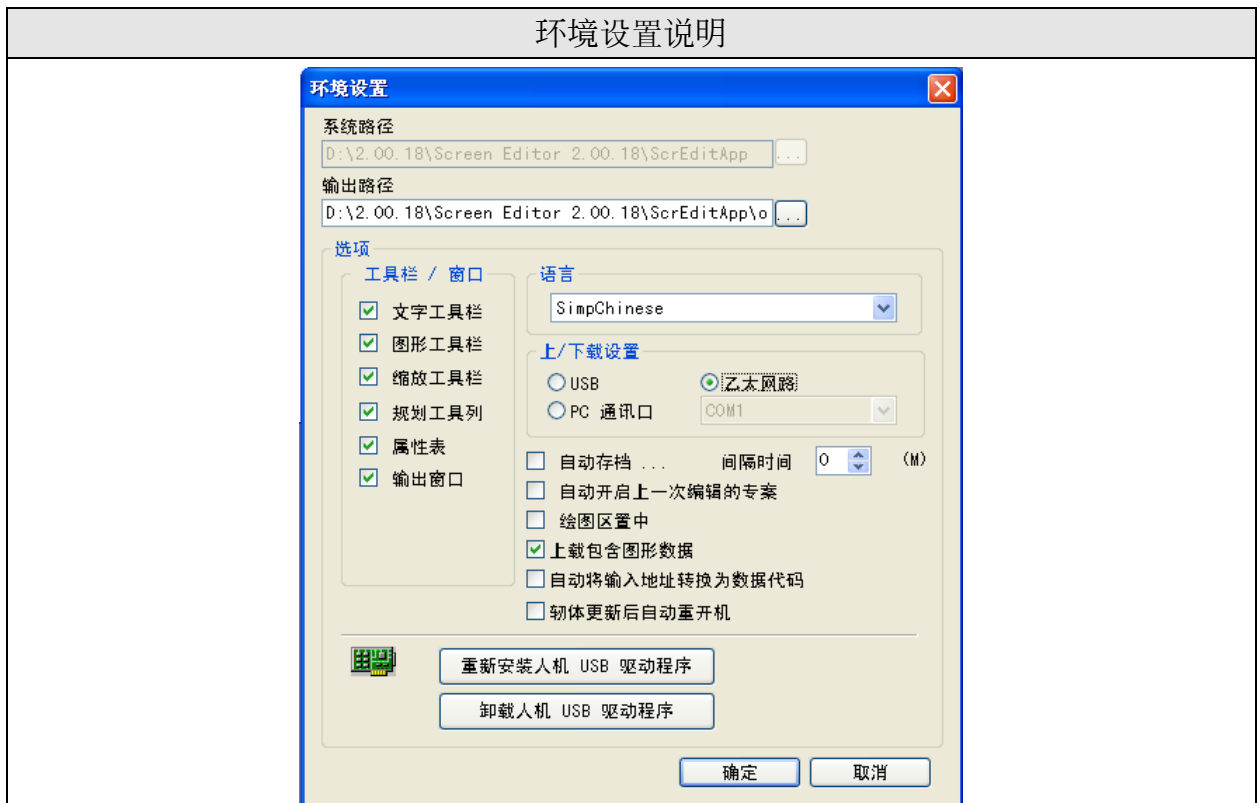 环境设置说明
环境设置
系统路径
D:\2.00.18\Screen Editor 2.00.18\ScrEditApp ...
输出路径
D:\2.00.18\Screen Editor 2.00.18\ScrEditApp\o ...
选项
工具栏 / 窗口
文字工具栏
图形工具栏
缩放工具栏
规划工具列
属性表
输出窗口
语言
SimpChinese
上/下载设置
USB 乙太网路
PC 通讯口 COM1
自动存档 ... 间隔时间 0 (M)
自动开启上一次编辑的专案
绘图区置中
上载包含图形数据
自动将输入地址转换为数据代码
轫体更新后自动重开机
重新安装人机 USB 驱动程序
卸载人机 USB 驱动程序
确定 取消